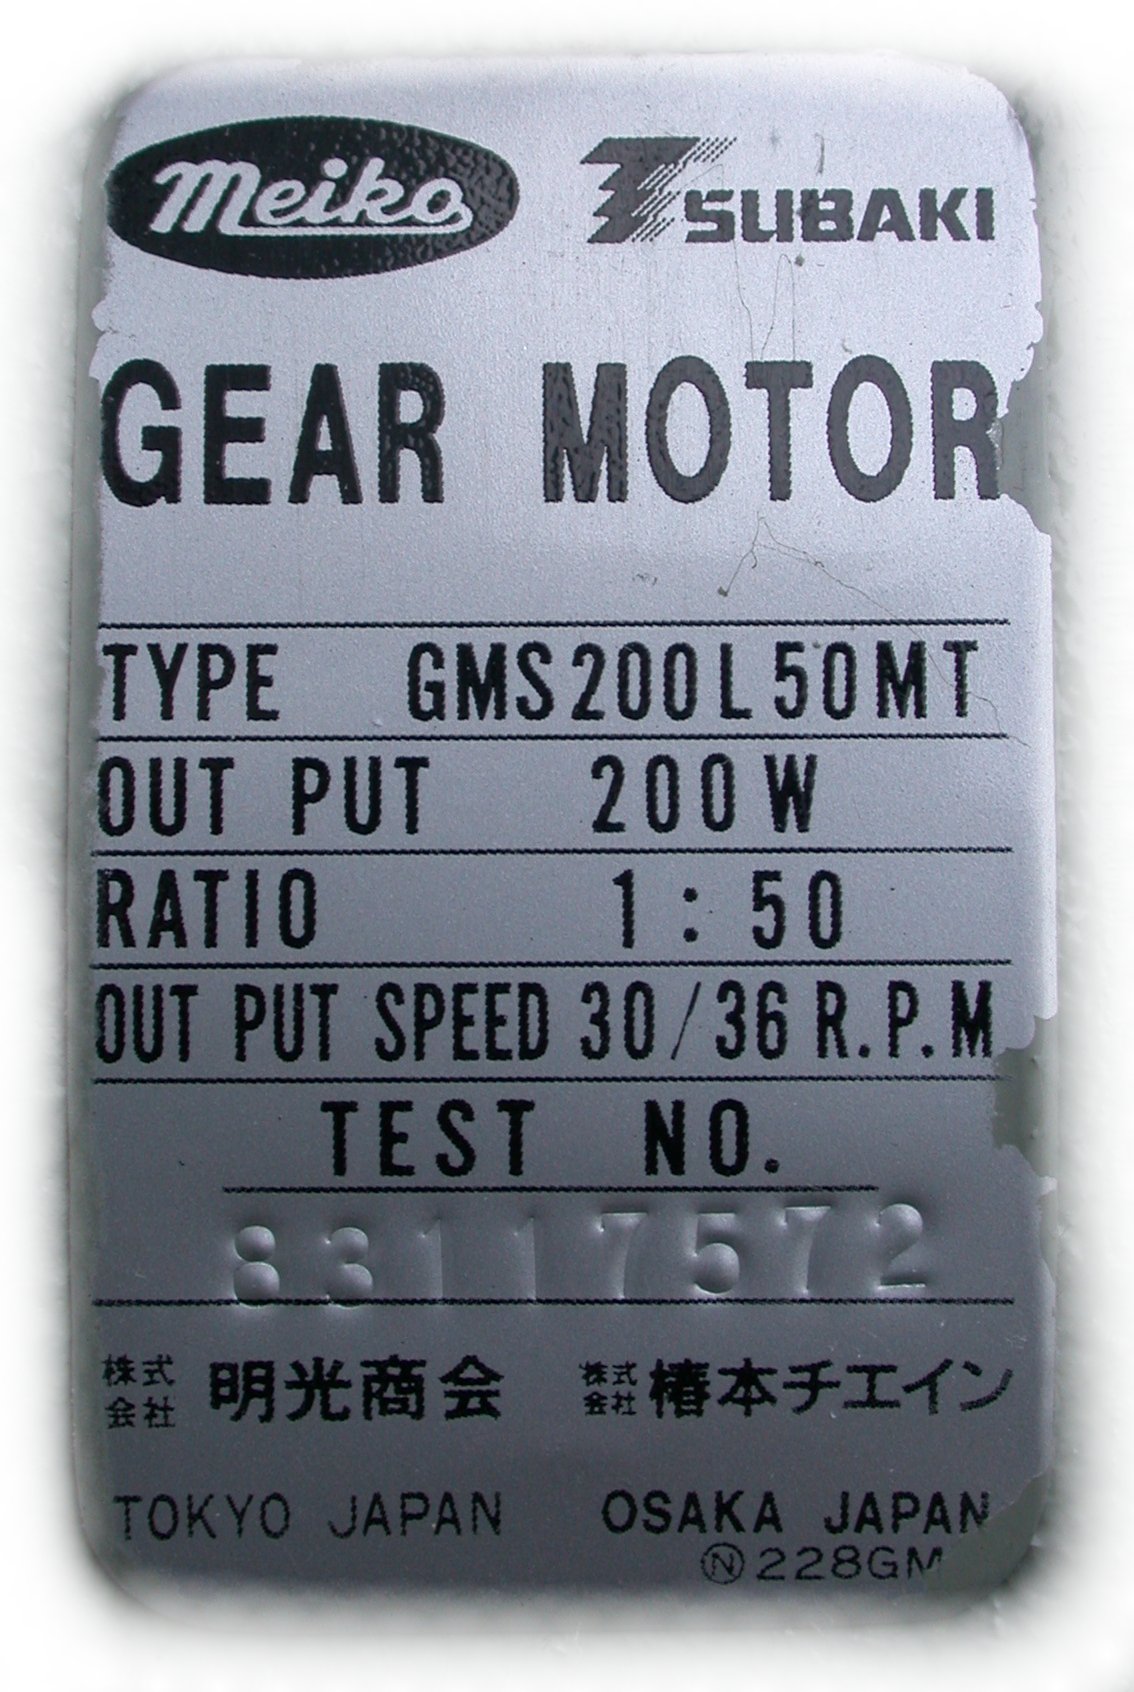 meiko TSUBAKI
GEAR MOTOR
TYPE GMS200L50MT
OUT PUT 200W
RATIO 1:50
OUT PUT SPEED 30/36 R.P.M
TEST NO.
83117572
株式会社 明光商会 株式会社 椿本チエイン
TOKYO JAPAN OSAKA JAPAN
Ⓝ228GM